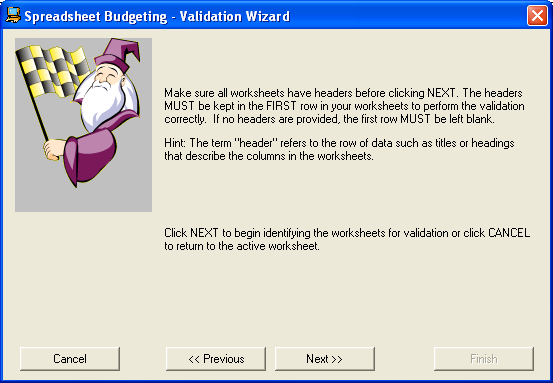 Spreadsheet Budgeting - Validation Wizard
Make sure all worksheets have headers before clicking NEXT. The headers
MUST be kept in the FIRST row in your worksheets to perform the validation
correctly. If no headers are provided, the first row MUST be left blank.
Hint: The term "header" refers to the row of data such as titles or headings
that describe the columns in the worksheets.
Click NEXT to begin identifying the worksheets for validation or click CANCEL
to return to the active worksheet.
Cancel
<< Previous
Next >>
Finish